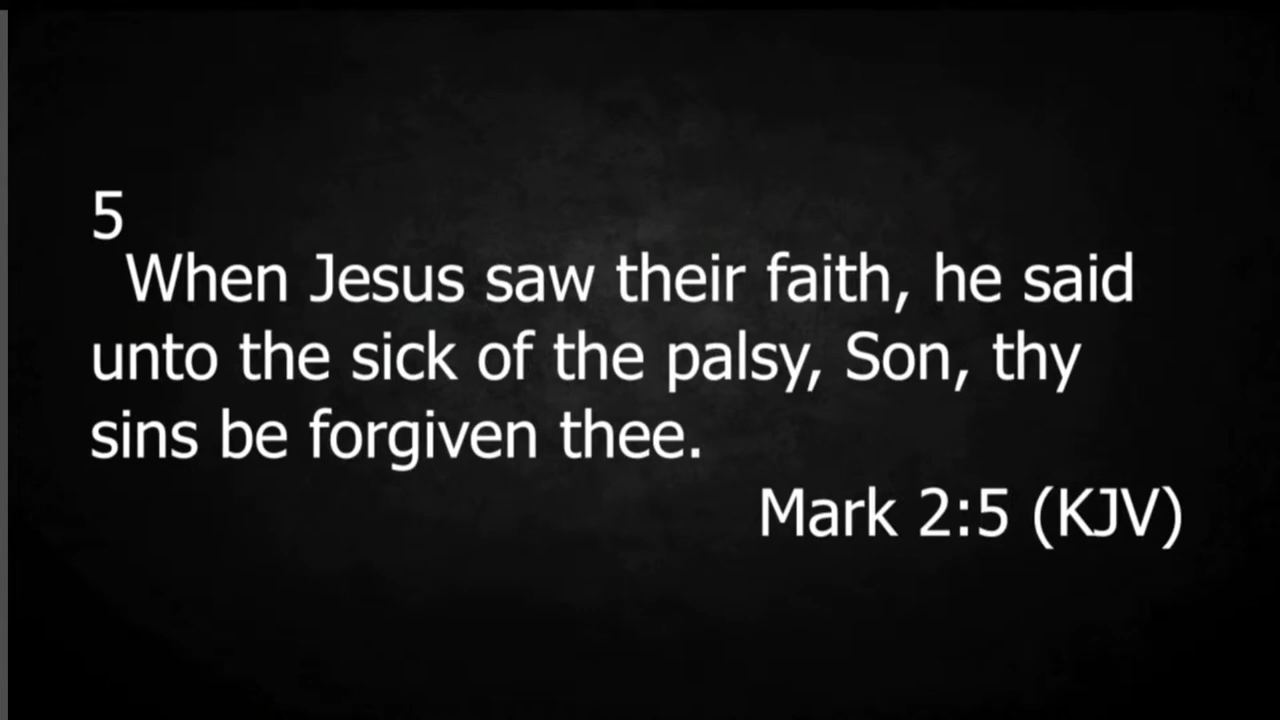 5
When Jesus saw their faith, he said
unto the sick of the palsy, Son, thy
sins be forgiven thee.
Mark 2:5 (KJV)